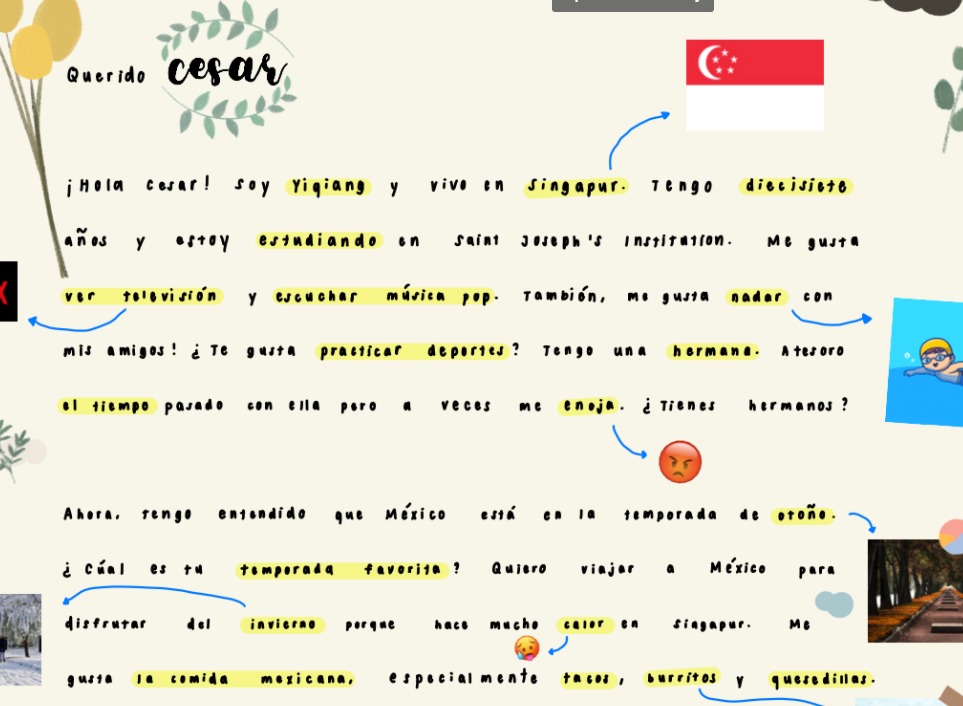 Querido cesar
¡Hola Cesar! Soy Yiqiang y vivo en Singapur. Tengo diecisiete
años y estoy estudiando en Saint Joseph's Institution. Me gusta
ver televisión y escuchar música pop. También, me gusta nadar con
mis amigos! ¿Te gusta practicar deportes? Tengo una hermana. Atesoro
el tiempo pasado con ella pero a veces me enoja. ¿Tienes hermanos?
Ahora, tengo entendido que México está en la temporada de otoño.
¿Cúal es tu temporada favorita? Quiero viajar a México para
disfrutar del invierno porque hace mucho calor en Singapur. Me
gusta la comida mexicana, especialmente tacos, burritos y quesedillas.